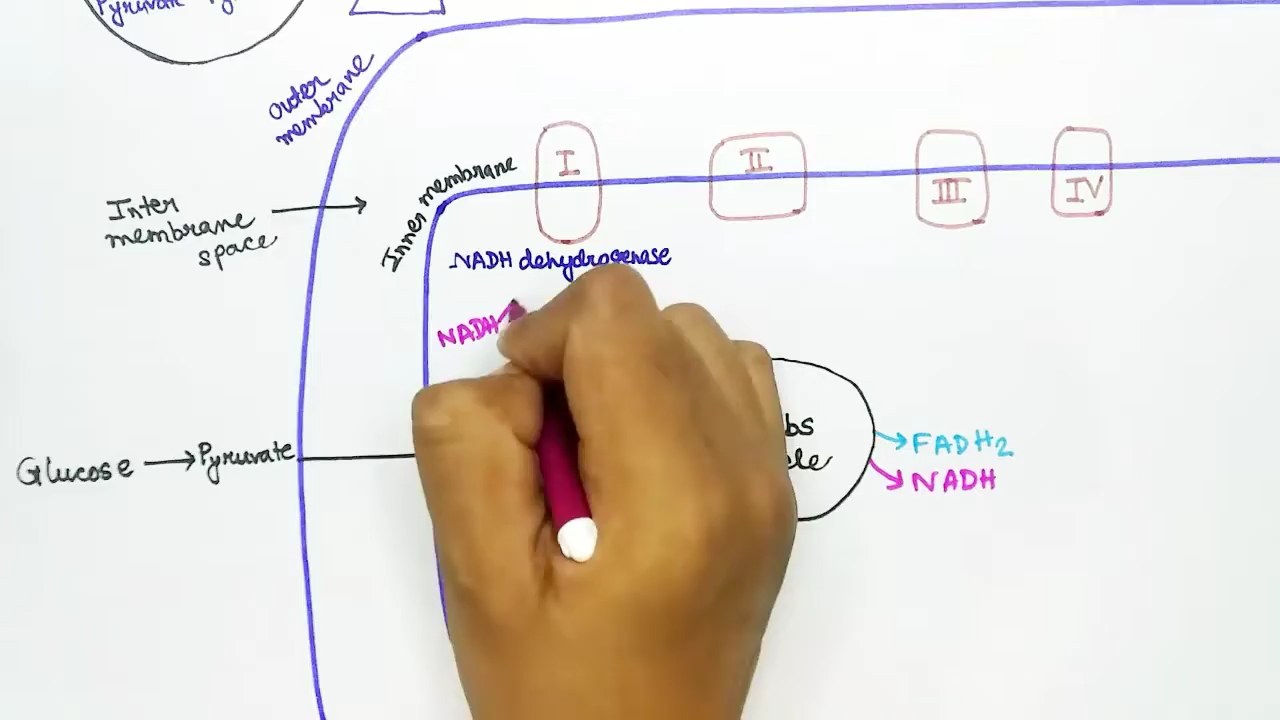 Pyruvate
Outer
membrane
Inner membrane
I
II
III
IV
Inter
membrane
space
NADH dehydrogenase
NADH
Glucose
Pyruvate
FADH2
NADH